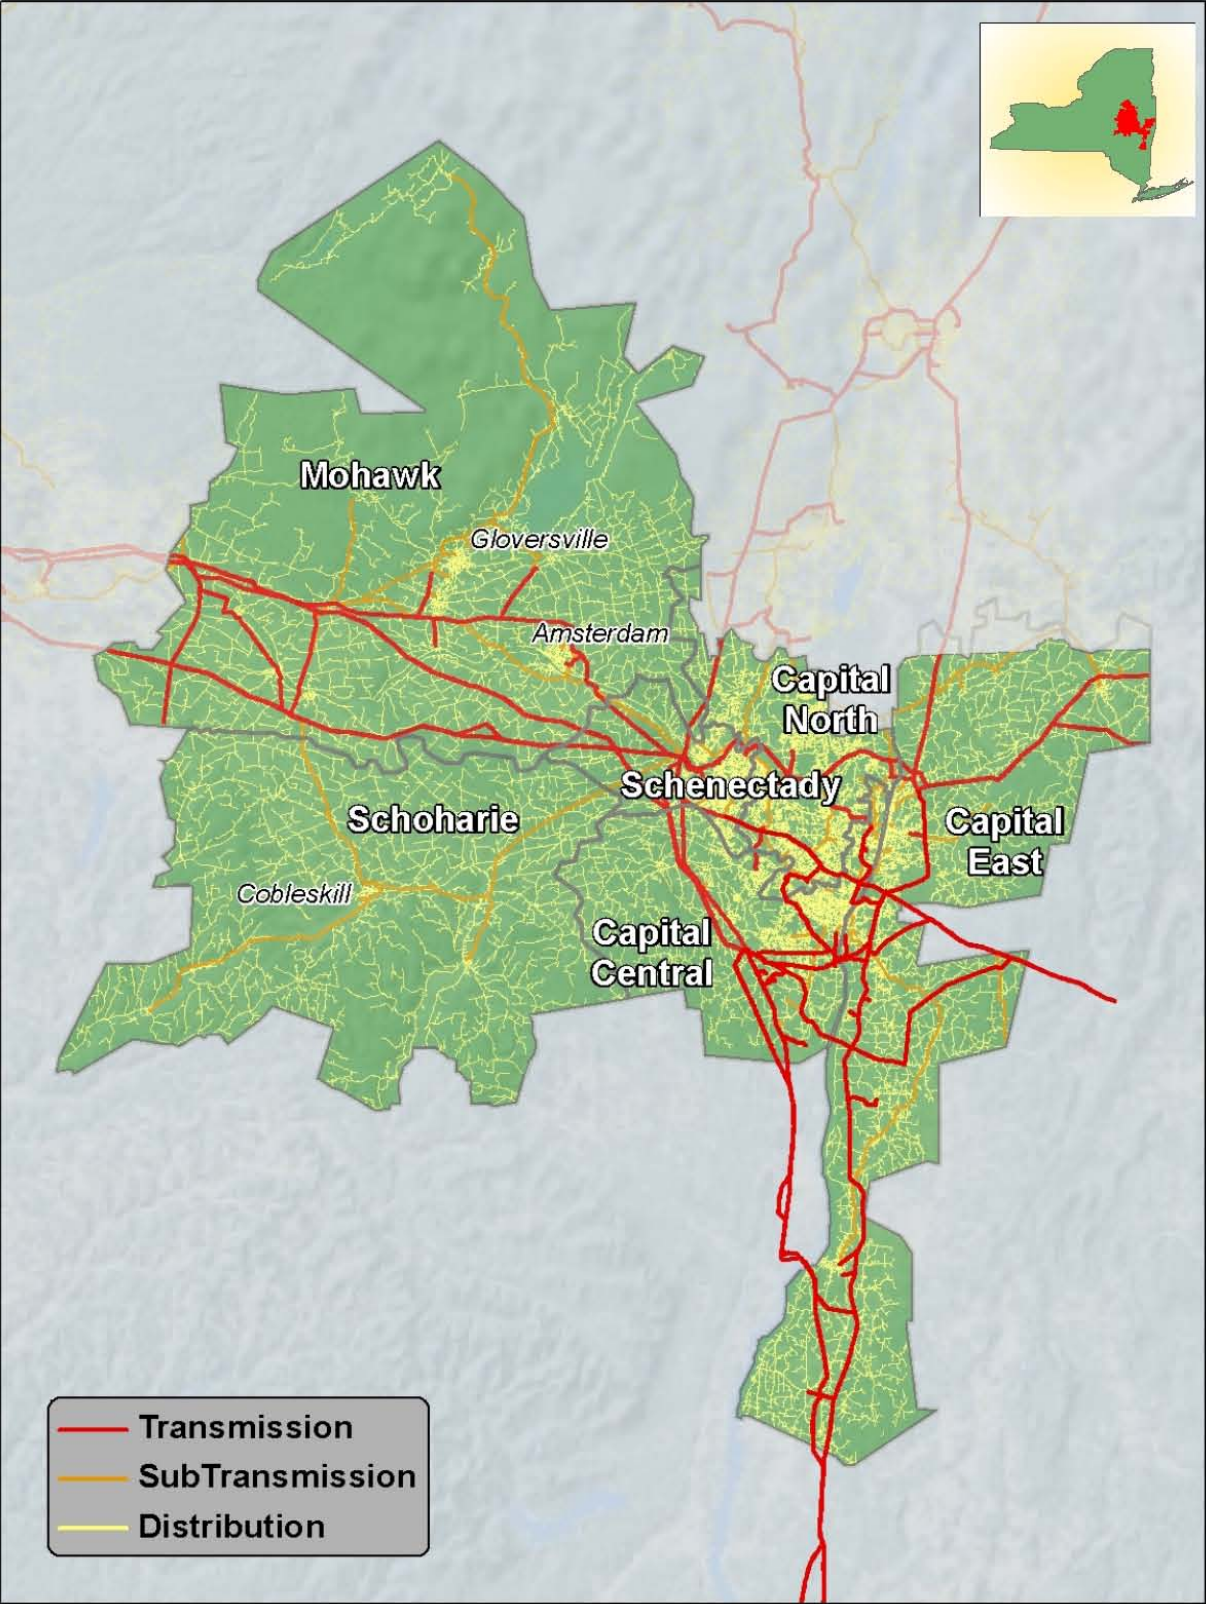 Mohawk
Gloversville
Amsterdam
Capital
North
Schenectady
Schoharie
Capital
East
Cobleskill
Capital
Central
Transmission
SubTransmission
Distribution